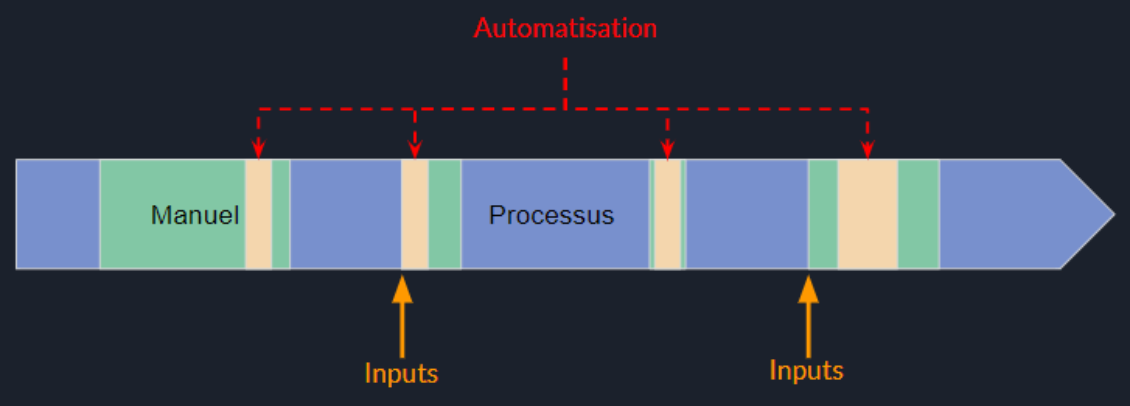 Automatisation
Manuel
Processus
Inputs
Inputs